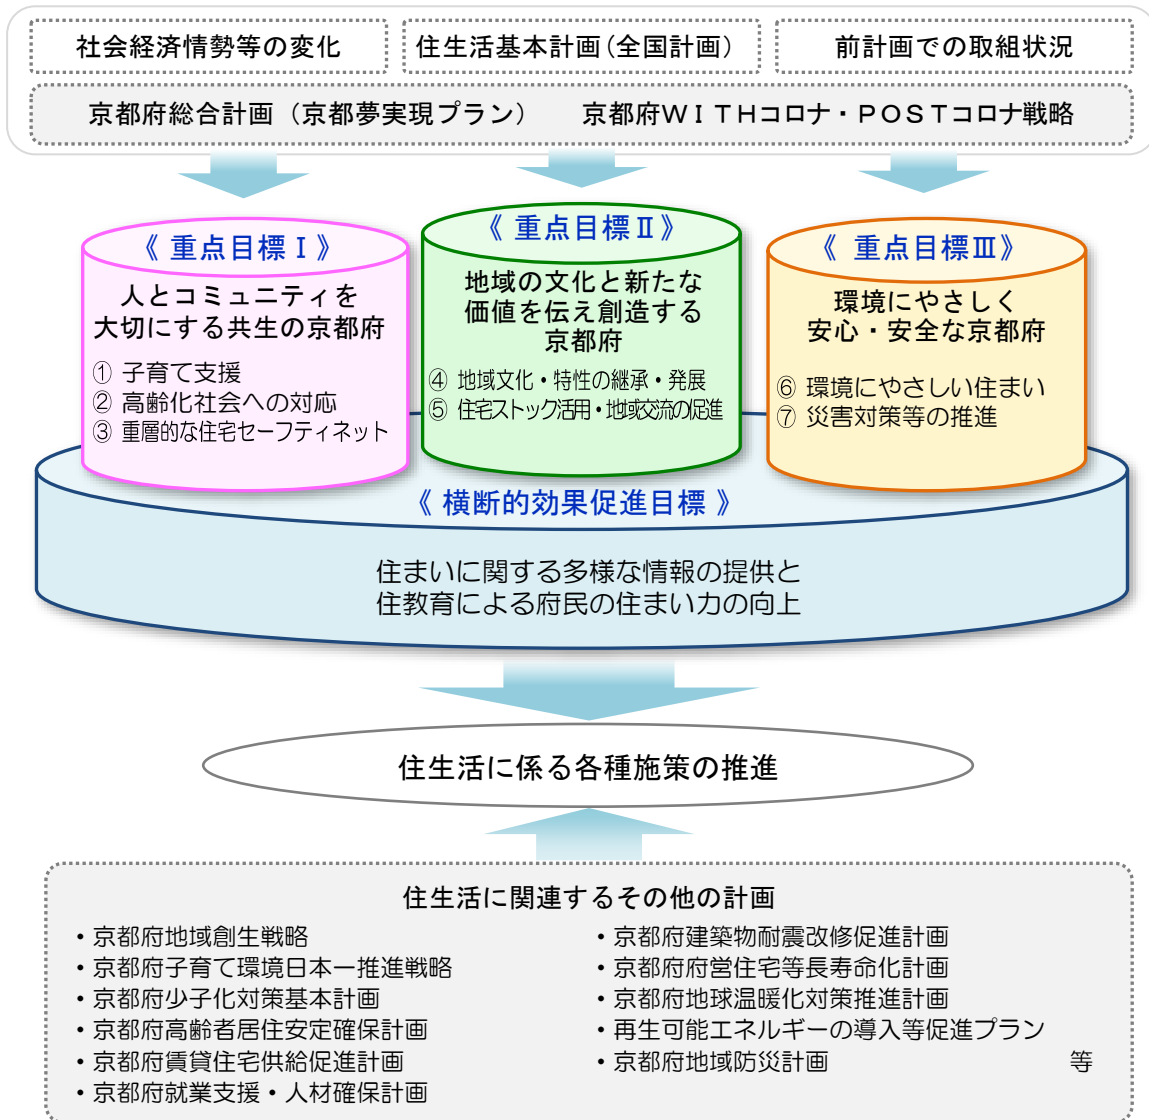 社会経済情勢等の変化
住生活基本計画(全国計画)
前計画での取組状況
京都府総合計画(京都夢実現プラン) 京都府WITHコロナ・POSTコロナ戦略
《 重点目標Ⅰ》
人とコミュニティを
大切にする共生の京都府
① 子育て支援
② 高齢化社会への対応
③ 重層的な住宅セーフティネット
《 重点目標Ⅱ》
地域の文化と新たな
価値を伝え創造する
京都府
④ 地域文化・特性の継承・発展
⑤ 住宅ストック活用・地域交流の促進
《 重点目標Ⅲ》
環境にやさしく
安心・安全な京都府
⑥ 環境にやさしい住まい
⑦ 災害対策等の推進
《 横断的効果促進目標 》
住まいに関する多様な情報の提供と
住教育による府民の住まい力の向上
住生活に係る各種施策の推進
住生活に関連するその他の計画
・京都府地域創生戦略
・京都府子育て環境日本一推進戦略
・京都府少子化対策基本計画
・京都府高齢者居住安定確保計画
・京都府賃貸住宅供給促進計画
・京都府就業支援・人材確保計画
・京都府建築物耐震改修促進計画
・京都府府営住宅等長寿命化計画
・京都府地球温暖化対策推進計画
・再生可能エネルギーの導入等促進プラン
・京都府地域防災計画 等